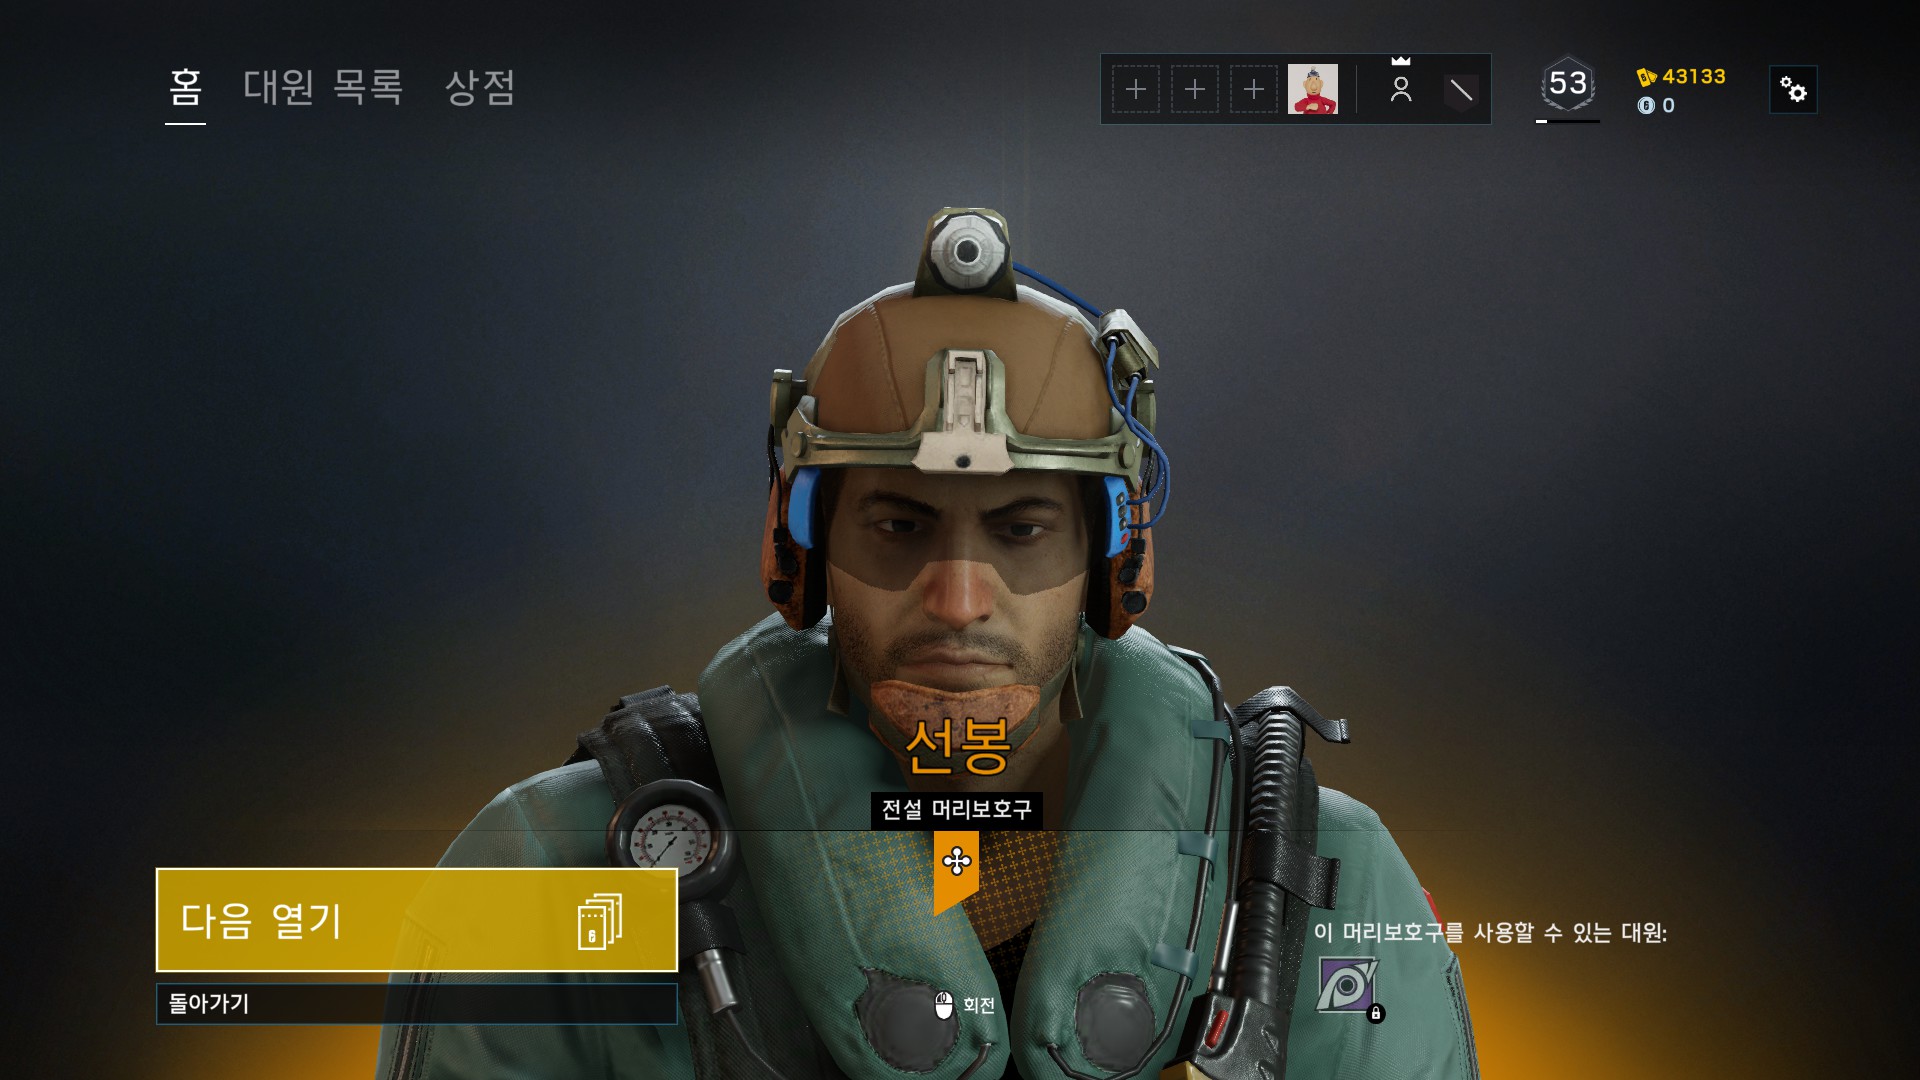 홈 대원 목록 상점
53
43133
0
선봉
전설 머리보호구
다음 열기
돌아가기
회전
이 머리보호구를 사용할 수 있는 대원: